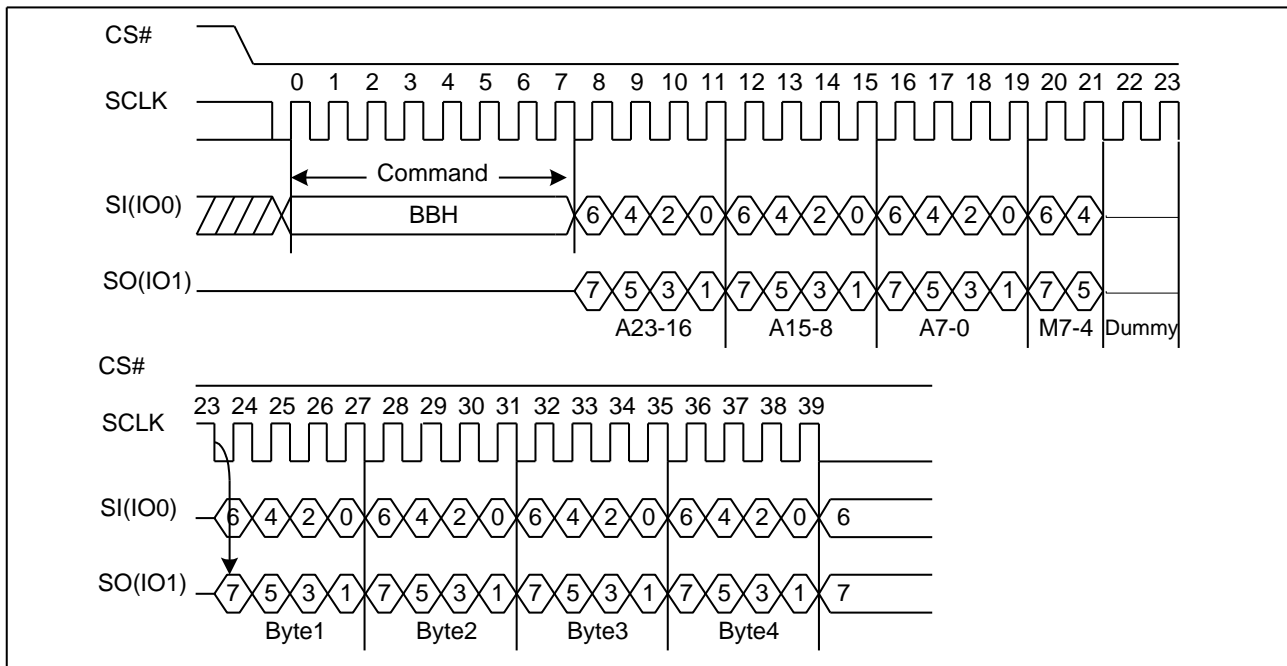 CS#
0 1 2 3 4 5 6 7 8 9 10 11 12 13 14 15 16 17 18 19 20 21 22 23
SCLK
Command
SI(IO0) BBH 6 4 2 0 6 4 2 0 6 4 2 0 6 4
SO(IO1) 7 5 3 1 7 5 3 1 7 5 3 1 7 5
A23-16 A15-8 A7-0 M7-4 Dummy
CS#
23 24 25 26 27 28 29 30 31 32 33 34 35 36 37 38 39
SCLK
SI(IO0) 6 4 2 0 6 4 2 0 6 4 2 0 6 4 2 0 6
SO(IO1) 7 5 3 1 7 5 3 1 7 5 3 1 7 5 3 1 7
Byte1 Byte2 Byte3 Byte4